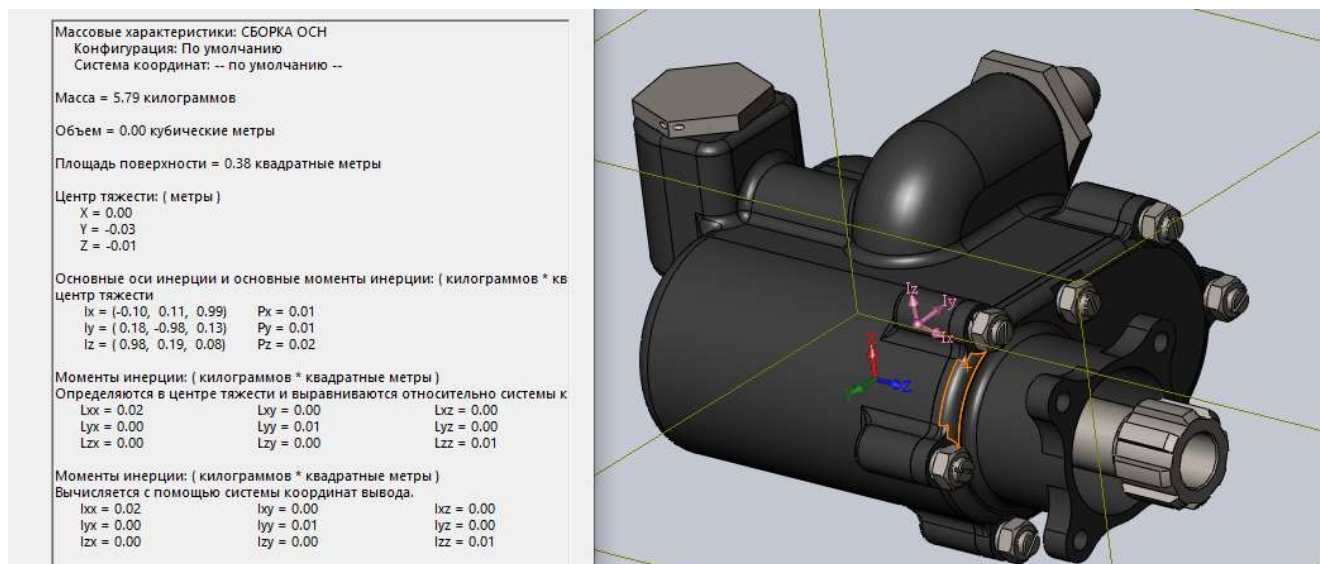 Массовые характеристики: СБОРКА ОСН
Конфигурация: По умолчанию
Система координат: -- по умолчанию --
Масса = 5.79 килограммов
Объем = 0.00 кубические метры
Площадь поверхности = 0.38 квадратные метры
Центр тяжести: ( метры )
X = 0.00
Y = -0.03
Z = -0.01
Основные оси инерции и основные моменты инерции: ( килограммов * кв
центр тяжести
Ix = (-0.10, 0.11, 0.99) Px = 0.01
Iy = ( 0.18, -0.98, 0.13) Py = 0.01
Iz = ( 0.98, 0.19, 0.08) Pz = 0.02
Моменты инерции: ( килограммов * квадратные метры )
Определяются в центре тяжести и выравниваются относительно системы к
Lxx = 0.02 Lxy = 0.00 Lxz = 0.00
Lyx = 0.00 Lyy = 0.01 Lyz = 0.00
Lzx = 0.00 Lzy = 0.00 Lzz = 0.01
Моменты инерции: ( килограммов * квадратные метры )
Вычисляется с помощью системы координат вывода.
Ixx = 0.02 Ixy = 0.00 Ixz = 0.00
Iyx = 0.00 Iyy = 0.01 Iyz = 0.00
Izx = 0.00 Izy = 0.00 Izz = 0.01
Iz
Iy
Ix
Z